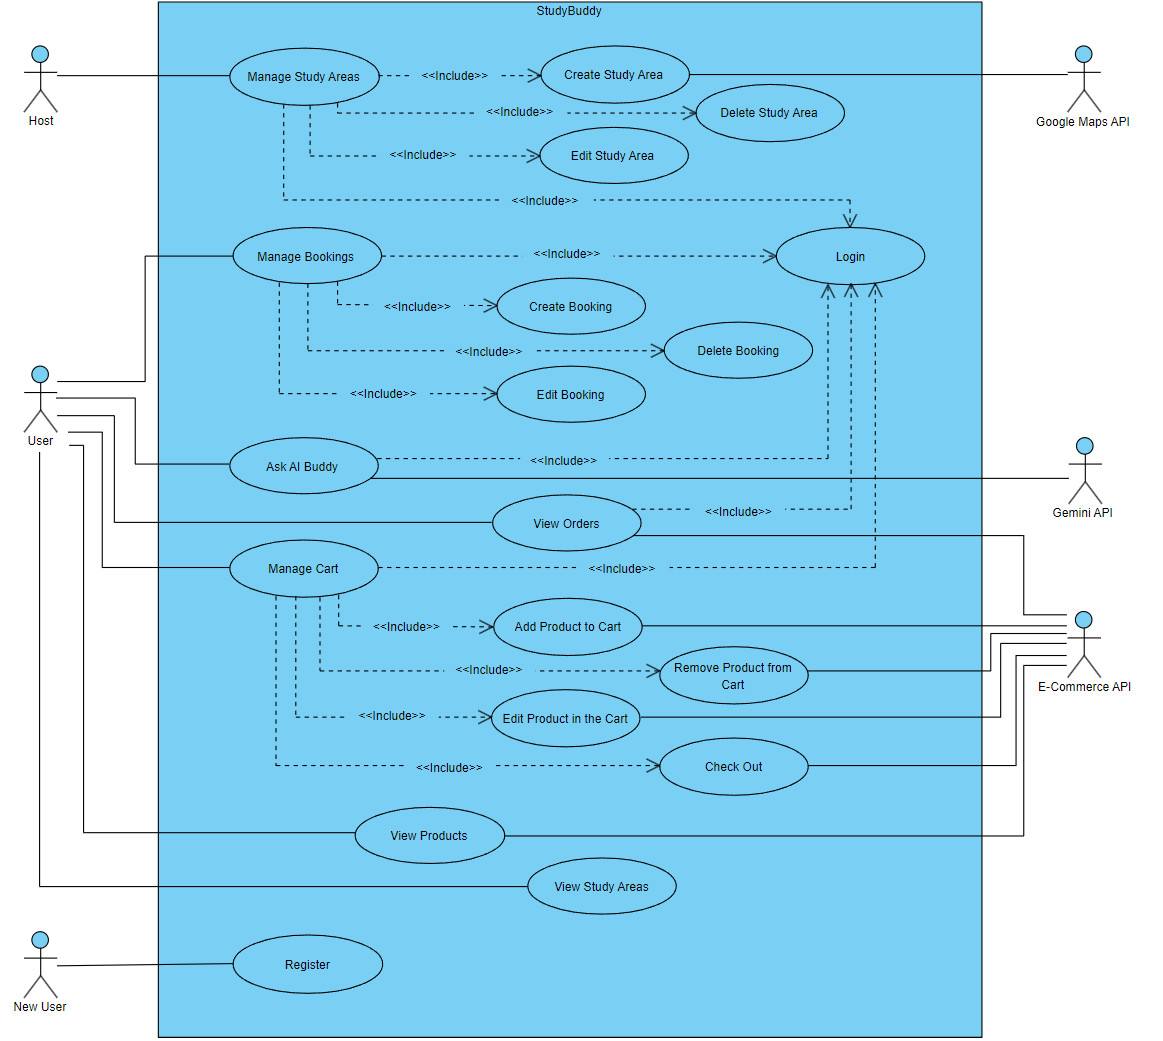 StudyBuddy
Manage Study Areas
<<Include>>
Create Study Area
Host
Google Maps API
<<Include>>
Delete Study Area
<<Include>>
Edit Study Area
<<Include>>
Manage Bookings
<<Include>>
Login
<<Include>>
Create Booking
<<Include>>
Delete Booking
<<Include>>
Edit Booking
User
Ask AI Buddy
<<Include>>
Gemini API
View Orders
<<Include>>
Manage Cart
<<Include>>
<<Include>>
Add Product to Cart
<<Include>>
Remove Product from
Cart
E-Commerce API
<<Include>>
Edit Product in the Cart
<<Include>>
Check Out
View Products
View Study Areas
Register
New User